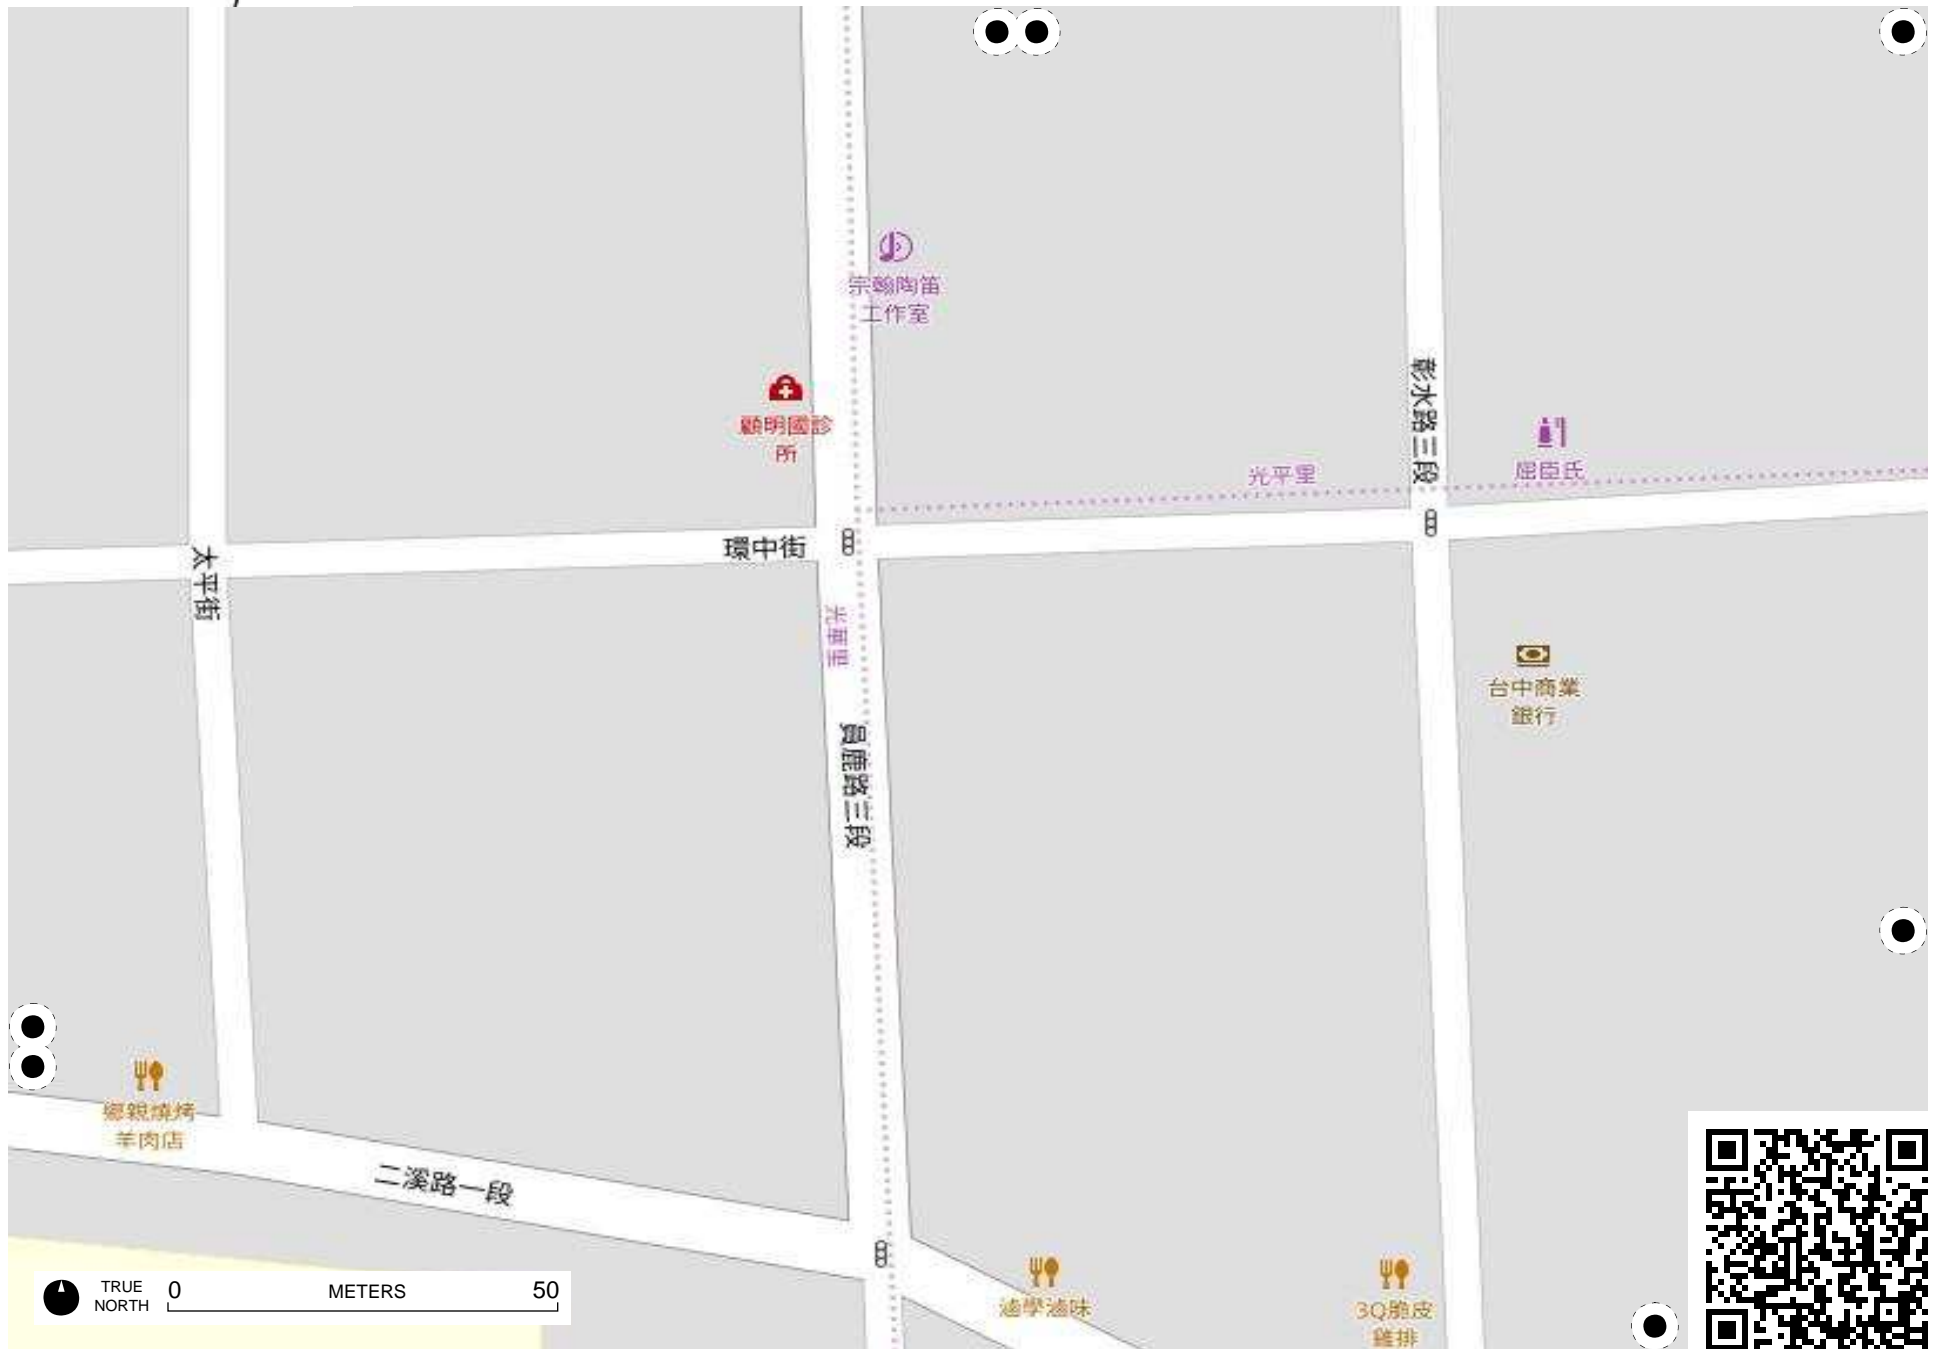 宗翰陶笛
工作室
彰水路三段
顧明國診
所
屈臣氏
光平里
環中街
太平街
光華里
台中商業
銀行
員鹿路三段
鄉親燒烤
羊肉店
二溪路一段
滷學滷味
3Q脆皮
雞排
TRUE
NORTH
0 METERS 50